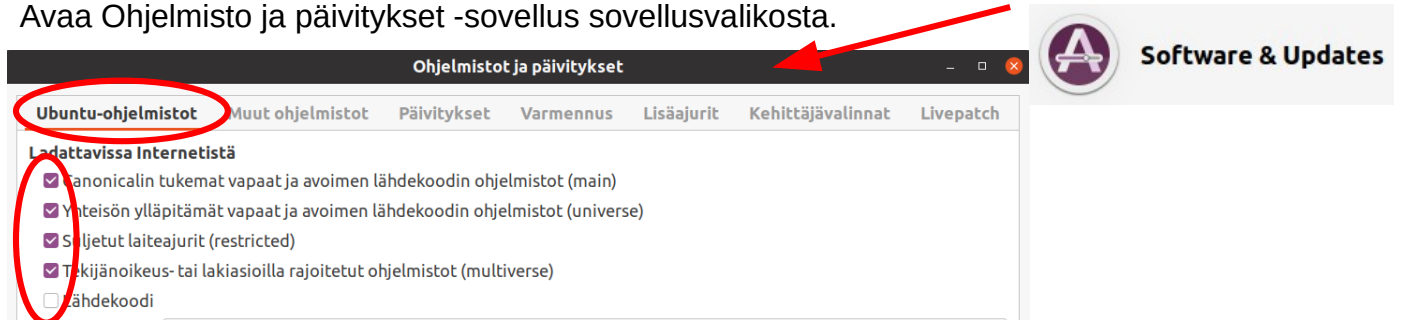 Avaa Ohjelmisto ja päivitykset -sovellus sovellusvalikosta.
Software & Updates
Ohjelmistot ja päivitykset
Ubuntu-ohjelmistot Muut ohjelmistot Päivitykset Varmennus Lisäajurit Kehittäjävalinnat Livepatch
Ladattavissa Internetistä
Canonicalin tukemat vapaat ja avoimen lähdekoodin ohjelmistot (main)
Yhteisön ylläpitämät vapaat ja avoimen lähdekoodin ohjelmistot (universe)
Suljetut laiteajurit (restricted)
Tekijänoikeus- tai lakiasioilla rajoitetut ohjelmistot (multiverse)
Lähdekoodi